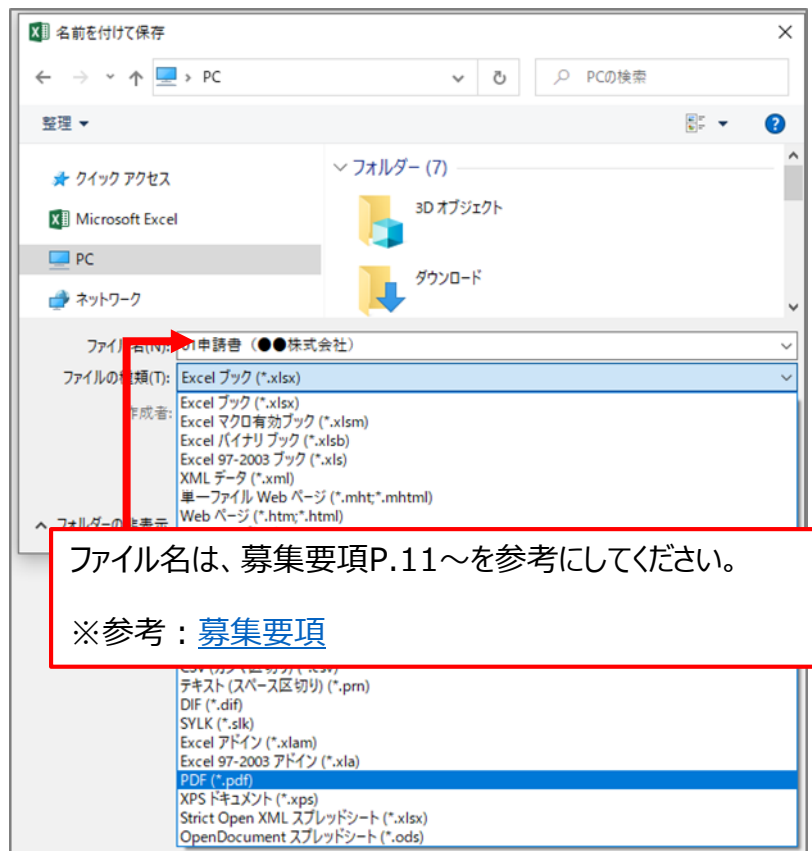 名前を付けて保存
PC
PCの検索
整理
クイック アクセス
フォルダー (7)
3D オブジェクト
Microsoft Excel
PC
ダウンロード
ネットワーク
ファイル名(N):
01申請書（●●株式会社）
ファイルの種類(T):
Excel ブック (*.xlsx)
作成者:
Excel ブック (*.xlsx)
Excel マクロ有効ブック (*.xlsm)
Excel バイナリ ブック (*.xlsb)
Excel 97-2003 ブック (*.xls)
XML データ (*.xml)
単一ファイル Web ページ (*.mht;*.mhtml)
Web ページ (*.htm;*.html)
フォルダーの非表示
ファイル名は、募集要項P.11～を参考にしてください。
※参考：募集要項
CSV (カンマ区切り) (*.csv)
テキスト (スペース区切り) (*.prn)
DIF (*.dif)
SYLK (*.slk)
Excel アドイン (*.xlam)
Excel 97-2003 アドイン (*.xla)
PDF (*.pdf)
XPS ドキュメント (*.xps)
Strict Open XML スプレッドシート (*.xlsx)
OpenDocument スプレッドシート (*.ods)